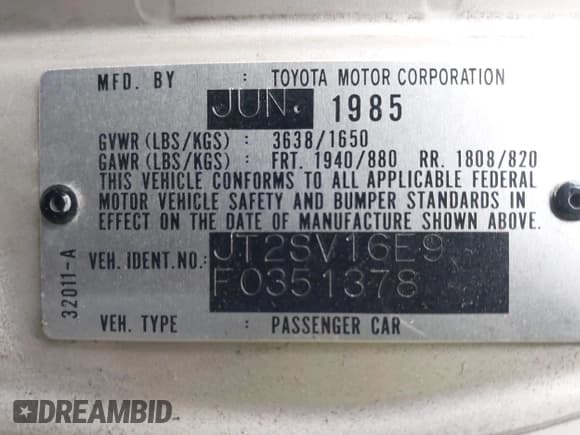 MFD. BY : TOYOTA MOTOR CORPORATION
JUN. 1985
GVWR (LBS/KGS) : 3638/1650
GAWR (LBS/KGS) : FRT. 1940/880 RR. 1808/820
THIS VEHICLE CONFORMS TO ALL APPLICABLE FEDERAL
MOTOR VEHICLE SAFETY AND BUMPER STANDARDS IN
EFFECT ON THE DATE OF MANUFACTURE SHOWN ABOVE.
VEH. IDENT.NO.: JT2SV16E9
F0351378
VEH. TYPE : PASSENGER CAR
32011-A
DREAMBID